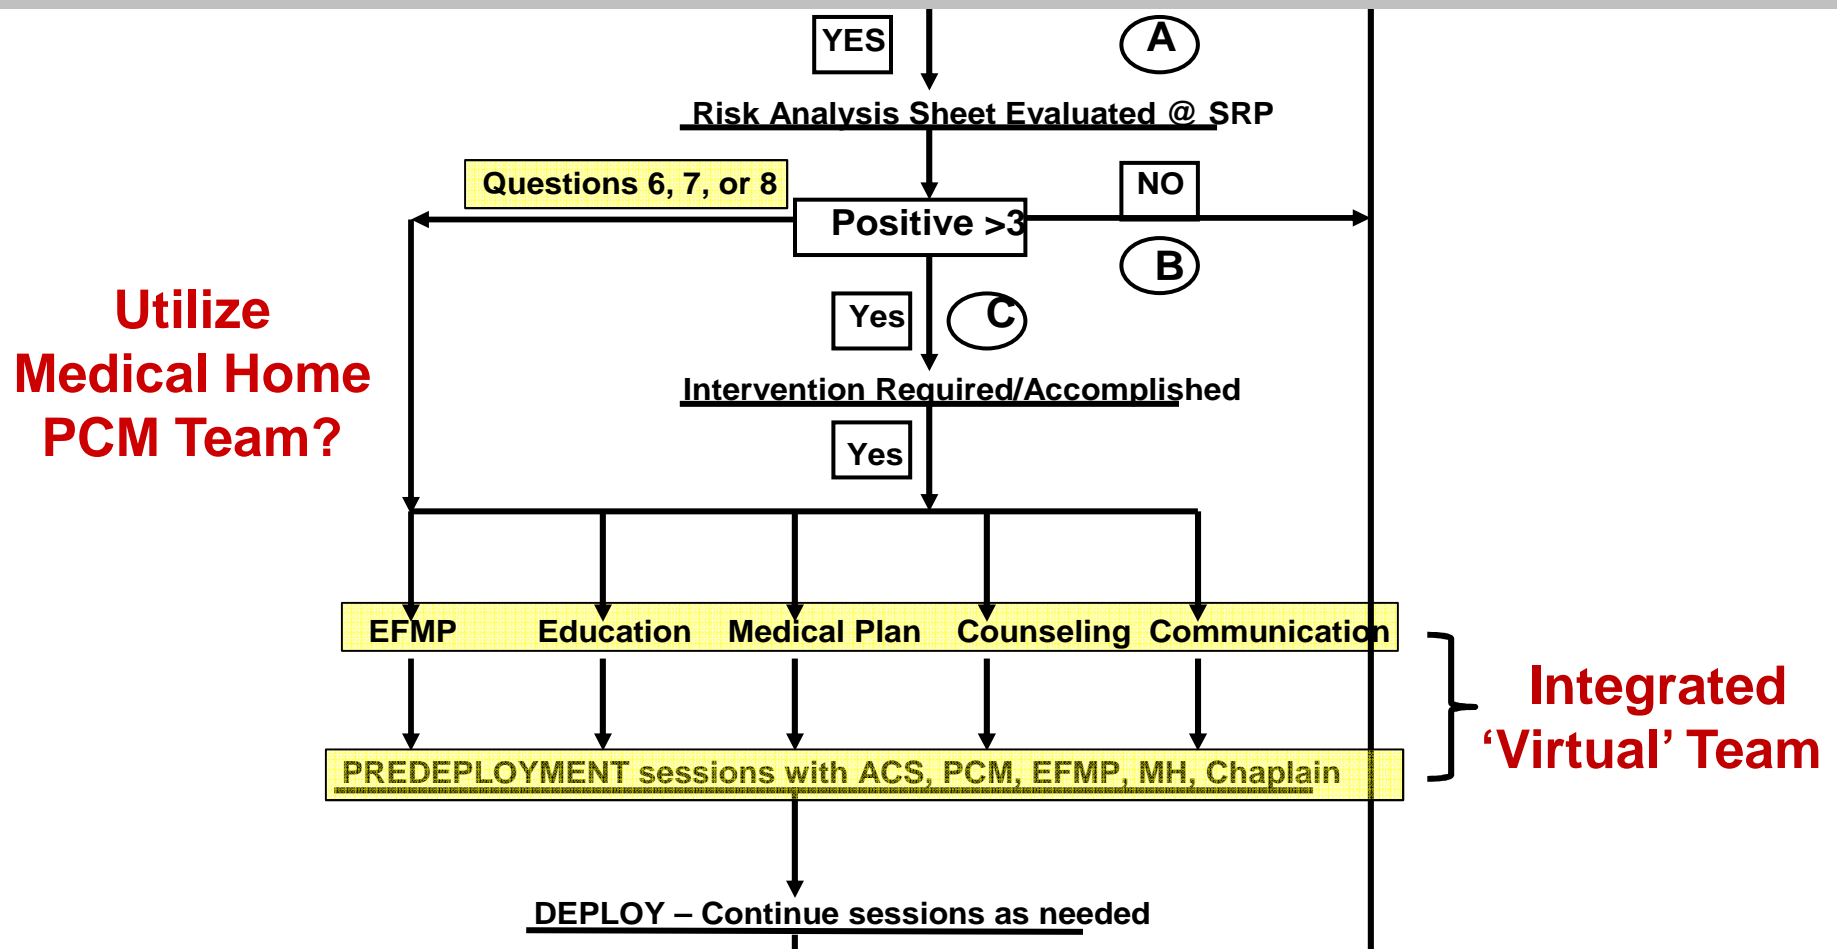 YES
A
Risk Analysis Sheet Evaluated @ SRP
Questions 6, 7, or 8
NO
Positive >3
B
Utilize
Medical Home
PCM Team?
Yes
C
Intervention Required/Accomplished
Yes
EFMP Education Medical Plan Counseling Communication
Integrated
‘Virtual’ Team
PREDEPLOYMENT sessions with ACS, PCM, EFMP, MH, Chaplain
DEPLOY – Continue sessions as needed